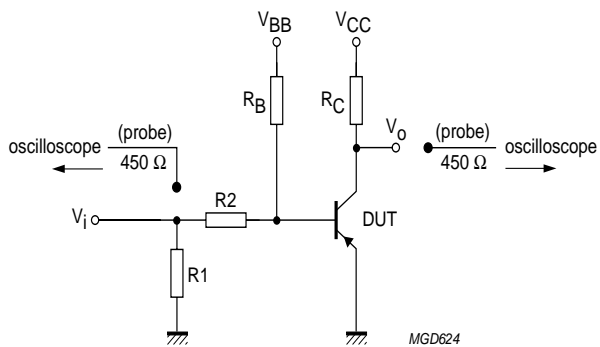 VBB
VCC
RB
RC
Vo
(probe)
oscilloscope
450 Ω
(probe)
oscilloscope
450 Ω
Vi
R2
DUT
R1
MGD624